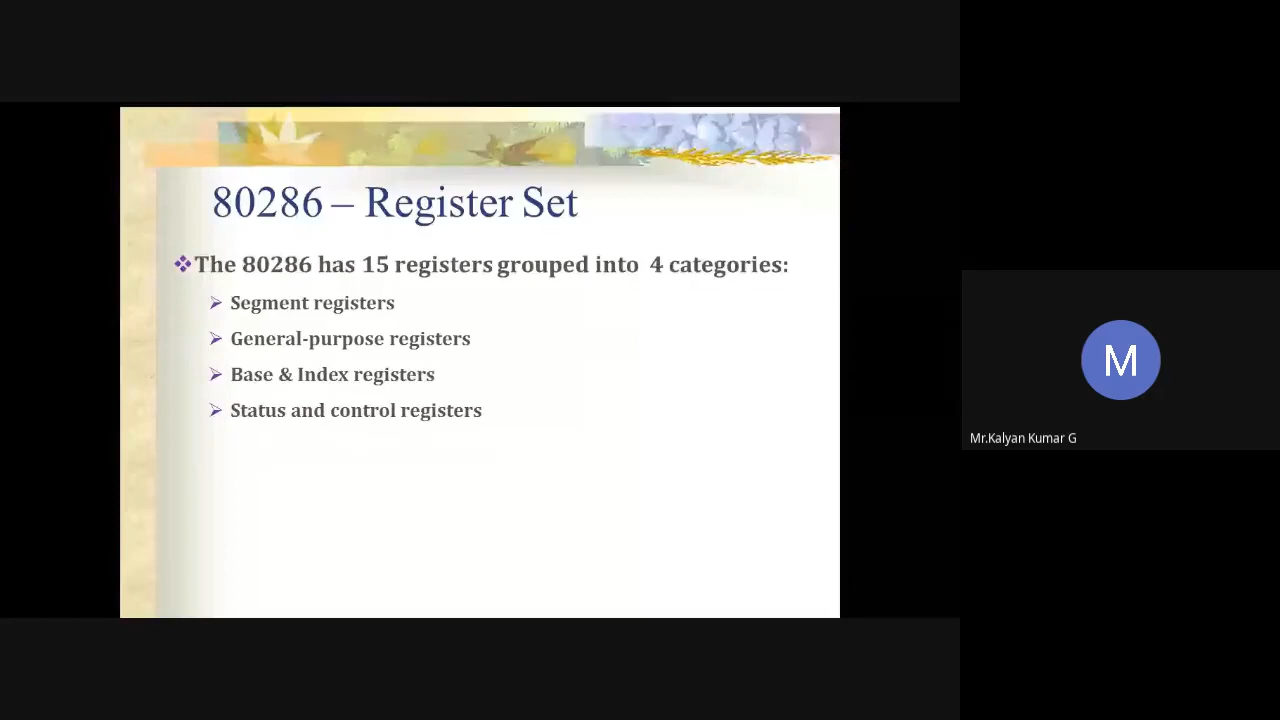 80286 – Register Set
The 80286 has 15 registers grouped into 4 categories:
Segment registers
General-purpose registers
Base & Index registers
Status and control registers
M
Mr.Kalyan Kumar G